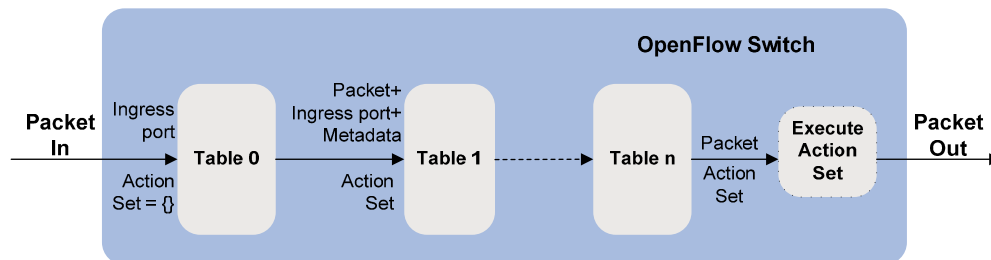 OpenFlow Switch
Packet
In
Ingress
port
Action
Set = {}
Table 0
Packet+
Ingress port+
Metadata
Action
Set
Table 1
Table n
Packet
Action
Set
Execute
Action
Set
Packet
Out